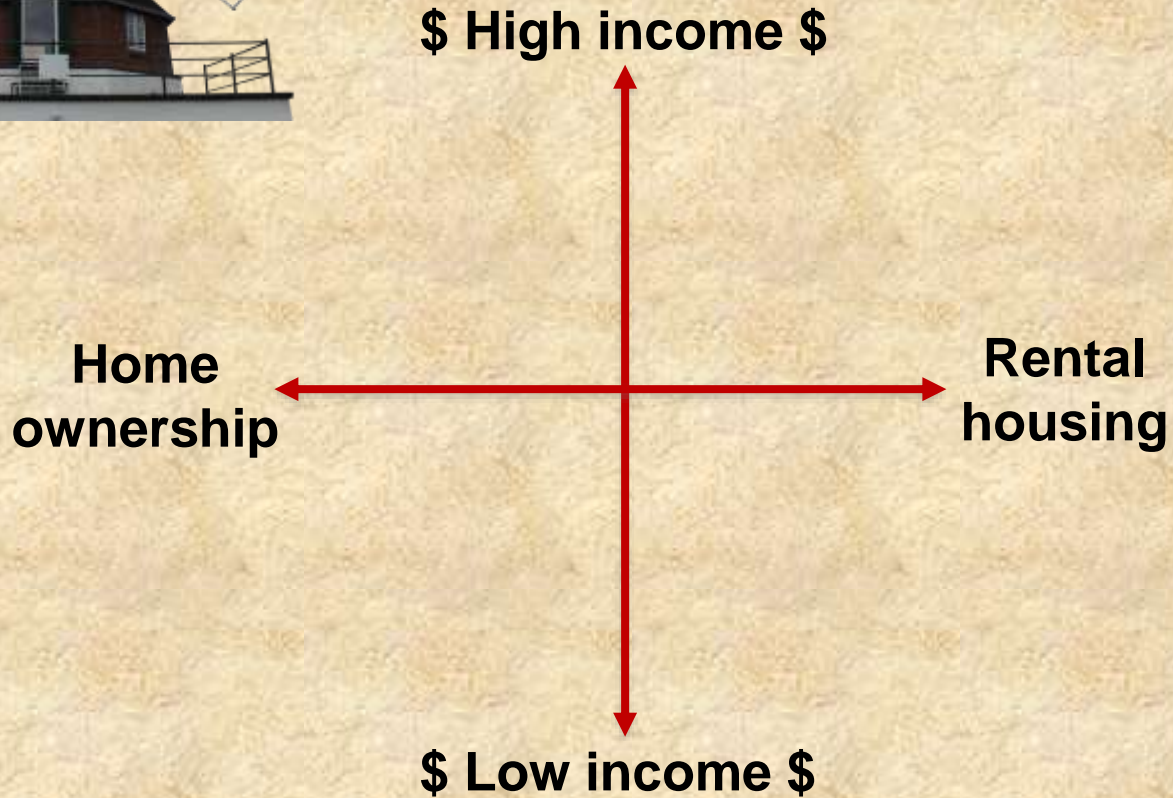 $ High income $
Home
ownership
Rental
housing
$ Low income $